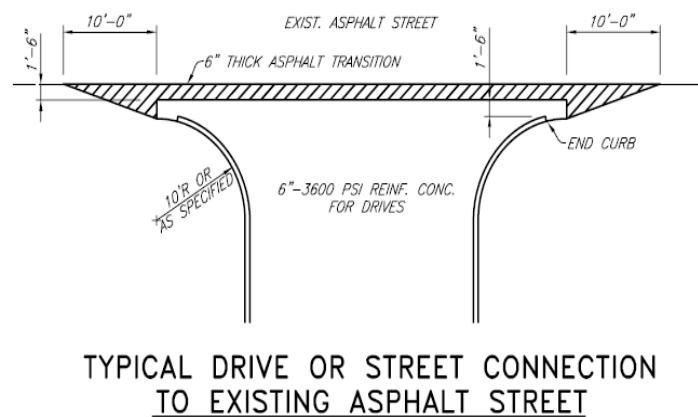 10'-0"
EXIST. ASPHALT STREET
10'-0"
1'-6"
6" THICK ASPHALT TRANSITION
1'-6"
END CURB
10'R OR
AS SPECIFIED
6"-3600 PSI REINF. CONC.
FOR DRIVES
TYPICAL DRIVE OR STREET CONNECTION
TO EXISTING ASPHALT STREET